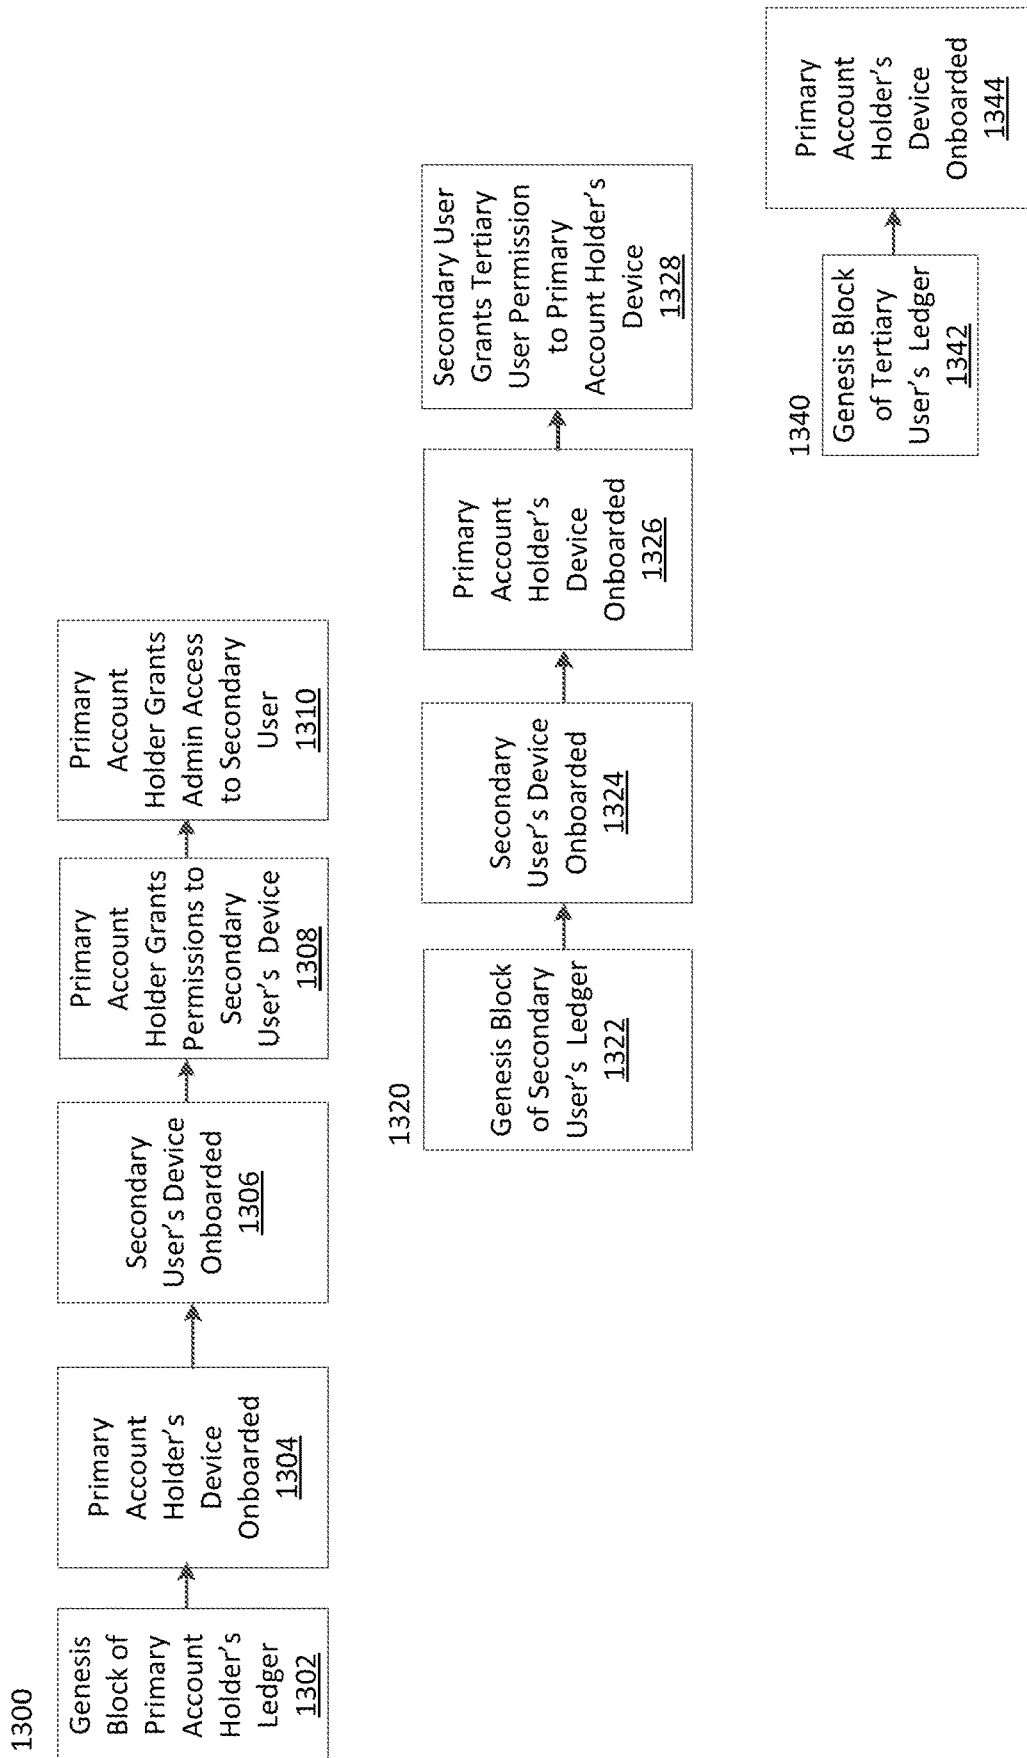 1300
Genesis
Block of
Primary
Account
Holder's
Ledger
1302
Primary
Account
Holder's
Device
Onboarded
1304
Secondary
User's Device
Onboarded
1306
Primary
Account
Holder Grants
Permissions to
Secondary
User's Device
1308
Primary
Account
Holder Grants
Admin Access
to Secondary
User
1310
1320
Genesis Block
of Secondary
User's Ledger
1322
Secondary
User's Device
Onboarded
1324
Primary
Account
Holder's
Device
Onboarded
1326
Secondary User
Grants Tertiary
User Permission
to Primary
Account Holder's
Device
1328
1340
Genesis Block
of Tertiary
User's Ledger
1342
Primary
Account
Holder's
Device
Onboarded
1344